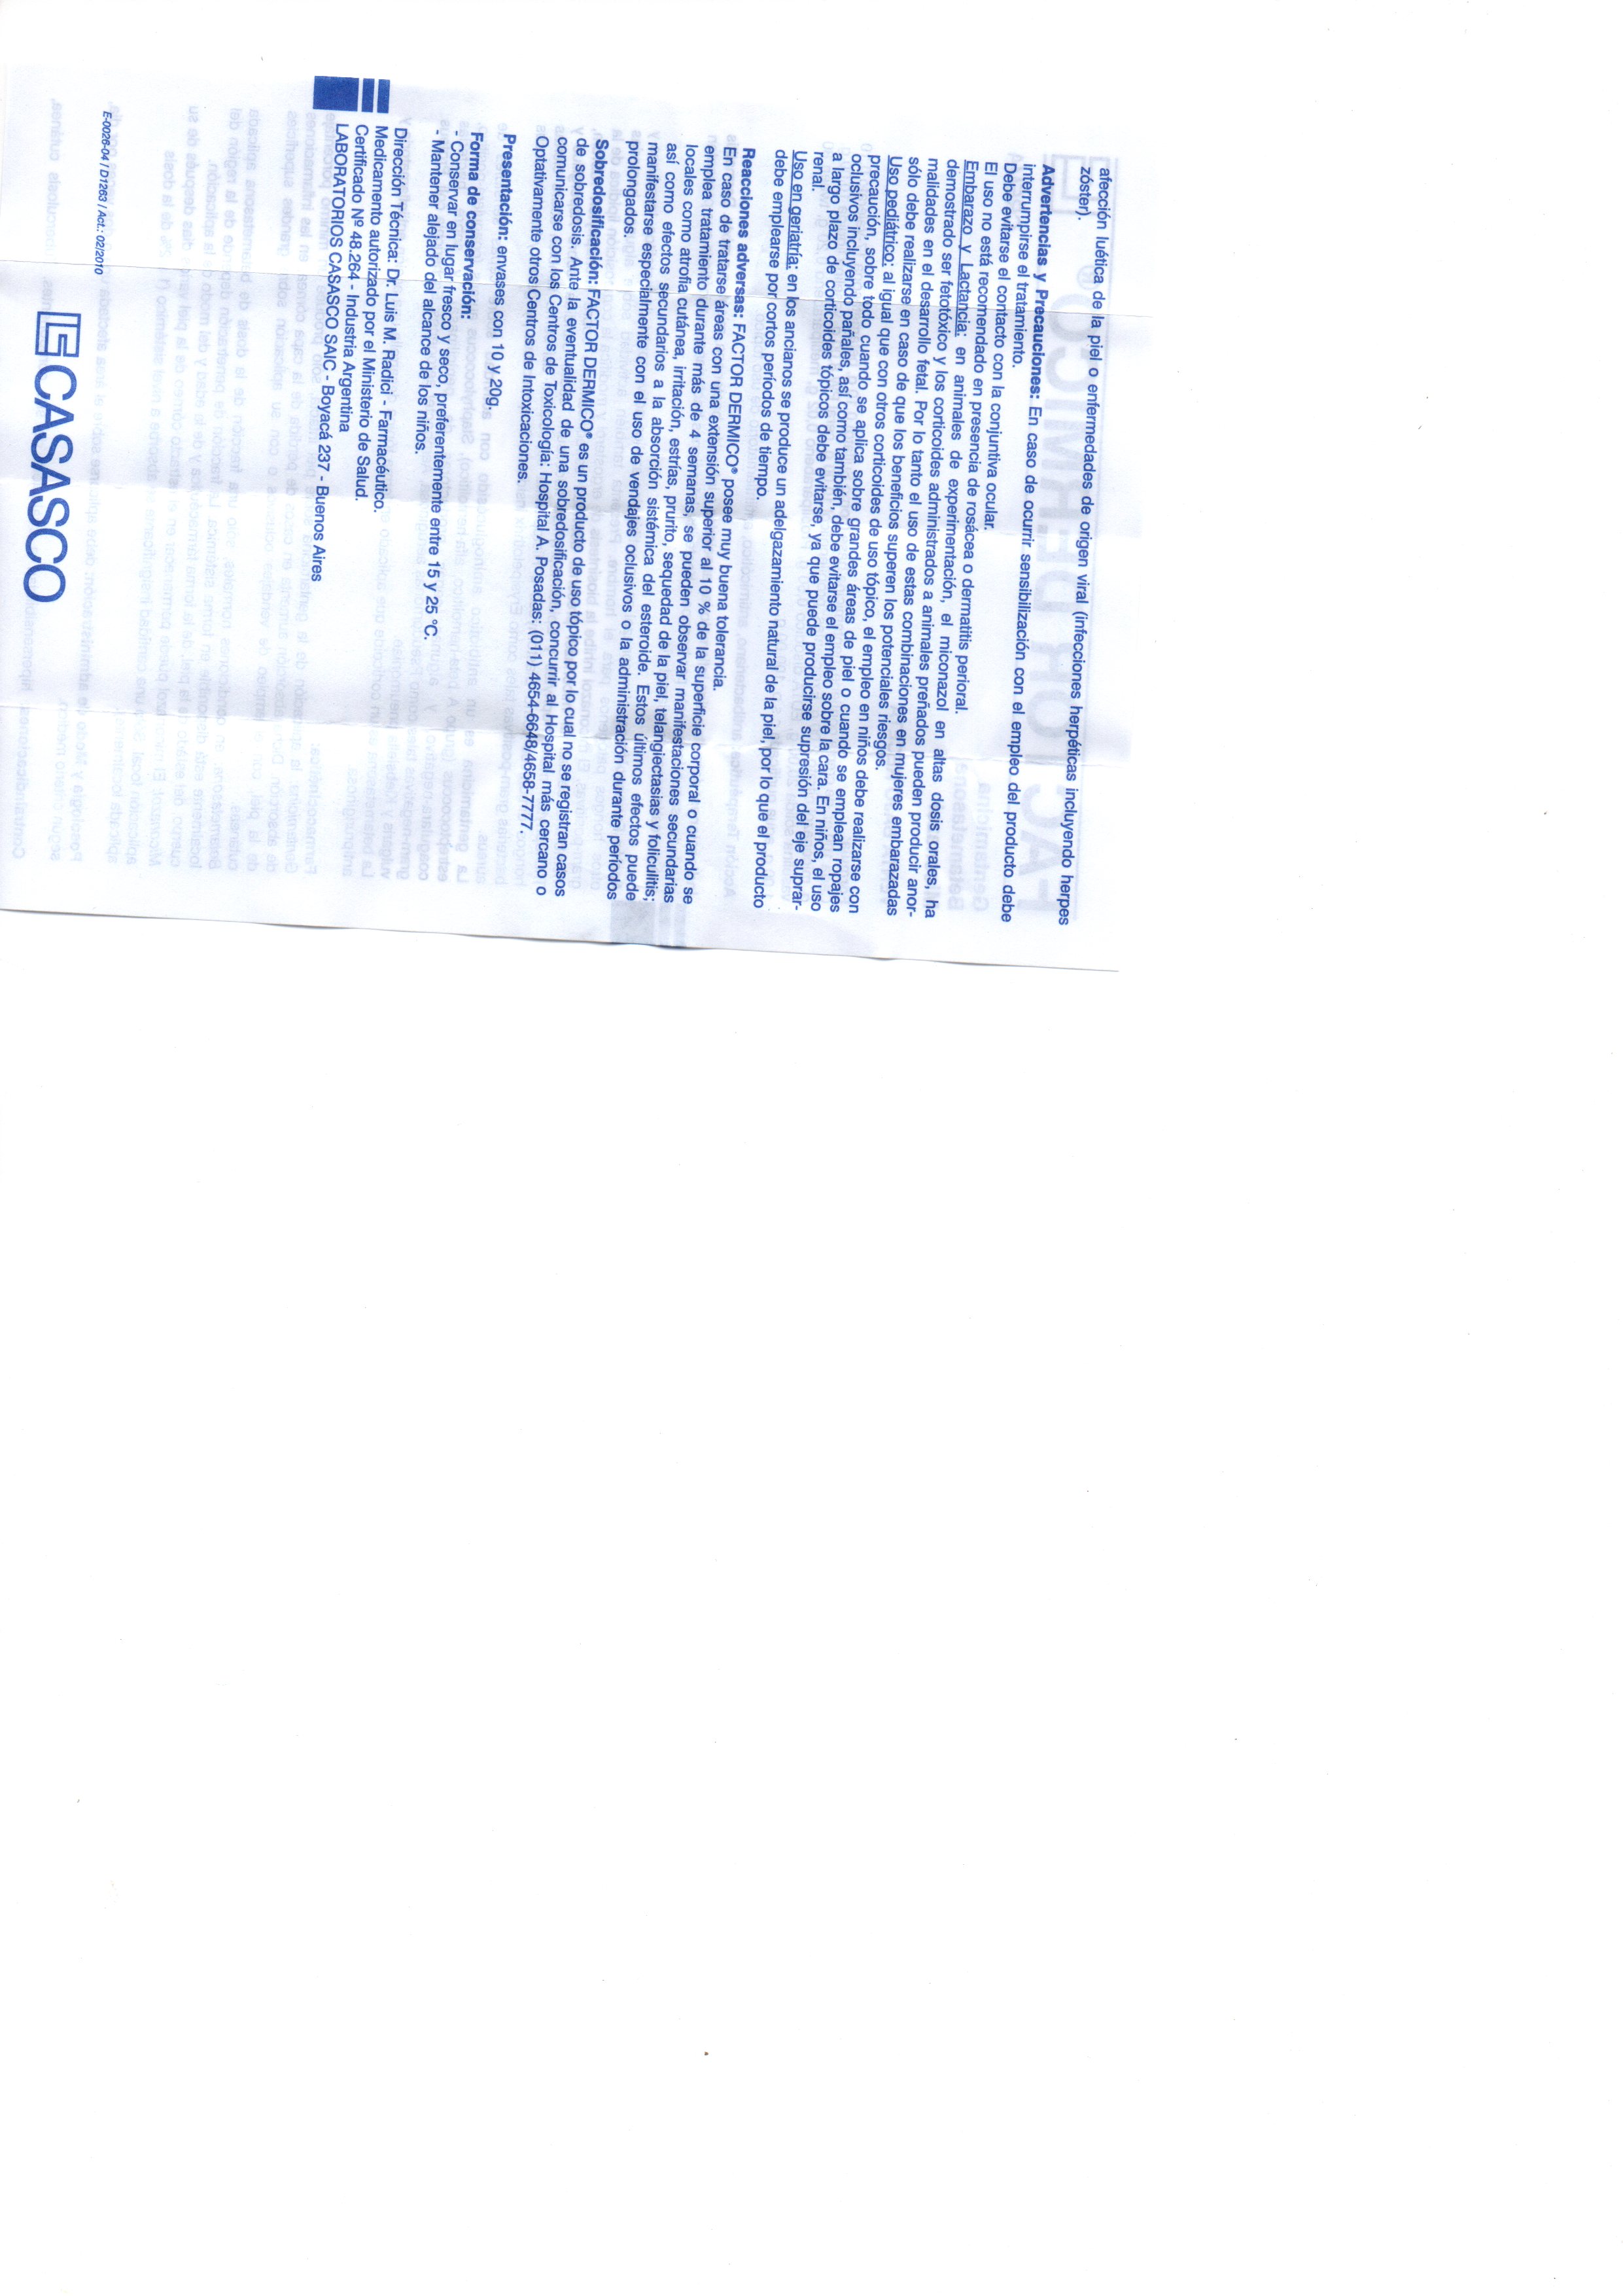 afección luética de la piel o enfermedades de origen viral (infecciones herpéticas incluyendo herpes
zóster).
Advertencias y Precauciones: En caso de ocurrir sensibilización con el empleo del producto debe
interrumpirse el tratamiento.
Debe evitarse el contacto con la conjuntiva ocular.
El uso no está recomendado en presencia de rosácea o dermatitis perioral.
Embarazo y Lactancia: en animales de experimentación, el miconazol en altas dosis orales, ha
demostrado ser fetotóxico y los corticoides administrados a animales preñados pueden producir anor-
malidades en el desarrollo fetal. Por lo tanto el uso de estas combinaciones en mujeres embarazadas
sólo debe realizarse en caso de que los beneficios superen los potenciales riesgos.
Uso pediátrico: al igual que con otros corticoides de uso tópico, el empleo en niños debe realizarse con
precaución, sobre todo cuando se aplica sobre grandes áreas de piel o cuando se emplean ropajes
oclusivos incluyendo pañales, así como también, debe evitarse el empleo sobre la cara. En niños, el uso
a largo plazo de corticoides tópicos debe evitarse, ya que puede producirse supresión del eje suprar-
renal.
Uso en geriatría: en los ancianos se produce un adelgazamiento natural de la piel, por lo que el producto
debe emplearse por cortos períodos de tiempo.
Reacciones adversas: FACTOR DERMICO® posee muy buena tolerancia.
En caso de tratarse áreas con una extensión superior al 10 % de la superficie corporal o cuando se
emplea tratamiento durante más de 4 semanas, se pueden observar manifestaciones secundarias
locales como atrofia cutánea, irritación, estrías, prurito, sequedad de la piel, telangiectasias y foliculitis;
así como efectos secundarios a la absorción sistémica del esteroide. Estos últimos efectos puede
manifestarse especialmente con el uso de vendajes oclusivos o la administración durante períodos
prolongados.
Sobredosificación: FACTOR DERMICO® es un producto de uso tópico por lo cual no se registran casos
de sobredosis. Ante la eventualidad de una sobredosificación, concurrir al Hospital más cercano o
comunicarse con los Centros de Toxicología: Hospital A. Posadas: (011) 4654-6648/4658-7777.
Optativamente otros Centros de Intoxicaciones.
Presentación: envases con 10 y 20g.
Forma de conservación:
- Conservar en lugar fresco y seco, preferentemente entre 15 y 25 °C.
- Mantener alejado del alcance de los niños.
Dirección Técnica: Dr. Luis M. Radici - Farmacéutico.
Medicamento autorizado por el Ministerio de Salud.
Certificado Nº 48.264 - Industria Argentina
LABORATORIOS CASASCO SAIC - Boyacá 237 - Buenos Aires
E-0026-04 / D1263 / Act.: 02/2010
CASASCO